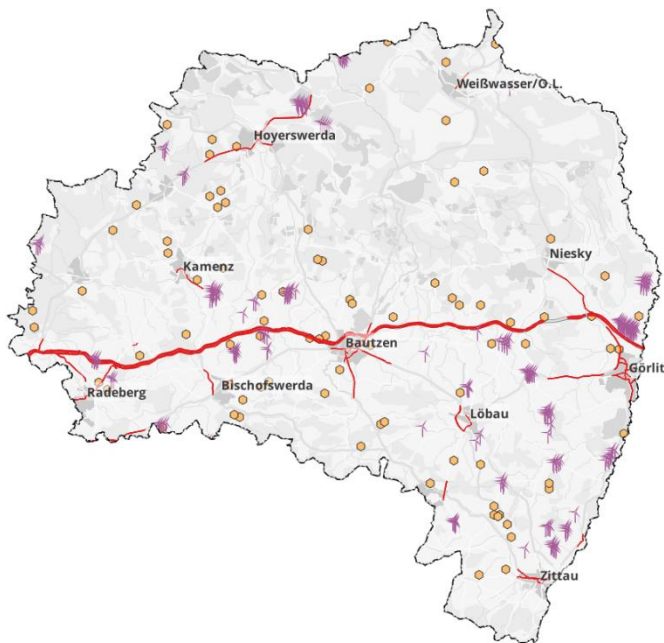 Weißwasser/O.L.
Hoyerswerda
Niesky
Kamenz
Bautzen
Görlit
Radeberg
Bischofswerda
Löbau
Zittau